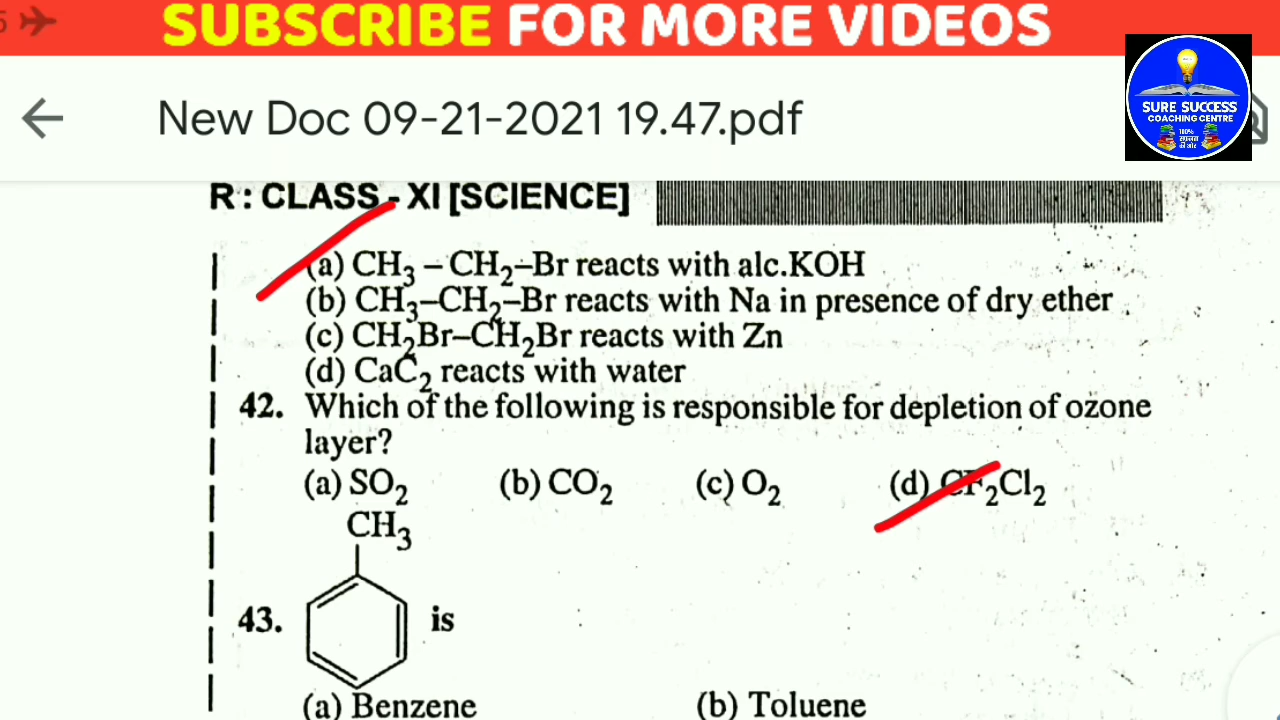 SUBSCRIBE FOR MORE VIDEOS
New Doc 09-21-2021 19.47.pdf
SURE SUCCESS
COACHING CENTRE
100%
R : CLASS - XI [SCIENCE]
(a) CH₃ – CH₂–Br reacts with alc.KOH
(b) CH₃–CH₂–Br reacts with Na in presence of dry ether
(c) CH₂Br–CH₂Br reacts with Zn
(d) CaC₂ reacts with water
42. Which of the following is responsible for depletion of ozone
layer?
(a) SO₂ (b) CO₂ (c) O₂ (d) CF₂Cl₂
CH₃
43. is
(a) Benzene (b) Toluene